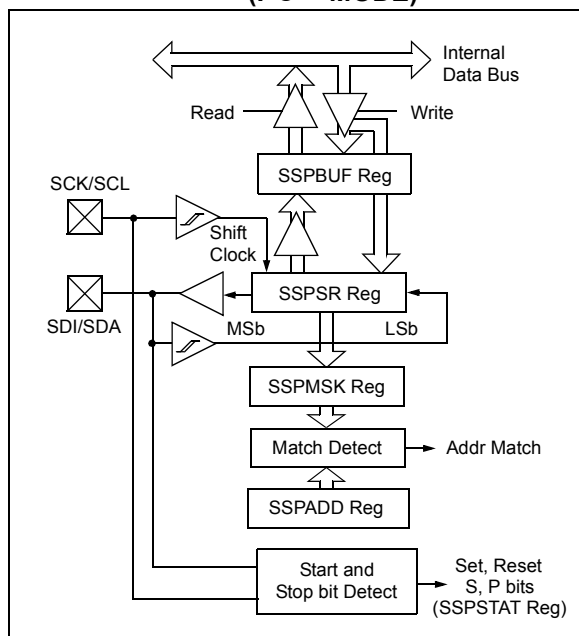 MODE)
Internal
Data Bus
Read
Write
SSPBUF Reg
SCK/SCL
Shift
Clock
SSPSR Reg
SDI/SDA
MSb
LSb
SSPMSK Reg
Match Detect
Addr Match
SSPADD Reg
Start and
Stop bit Detect
Set, Reset
S, P bits
(SSPSTAT Reg)